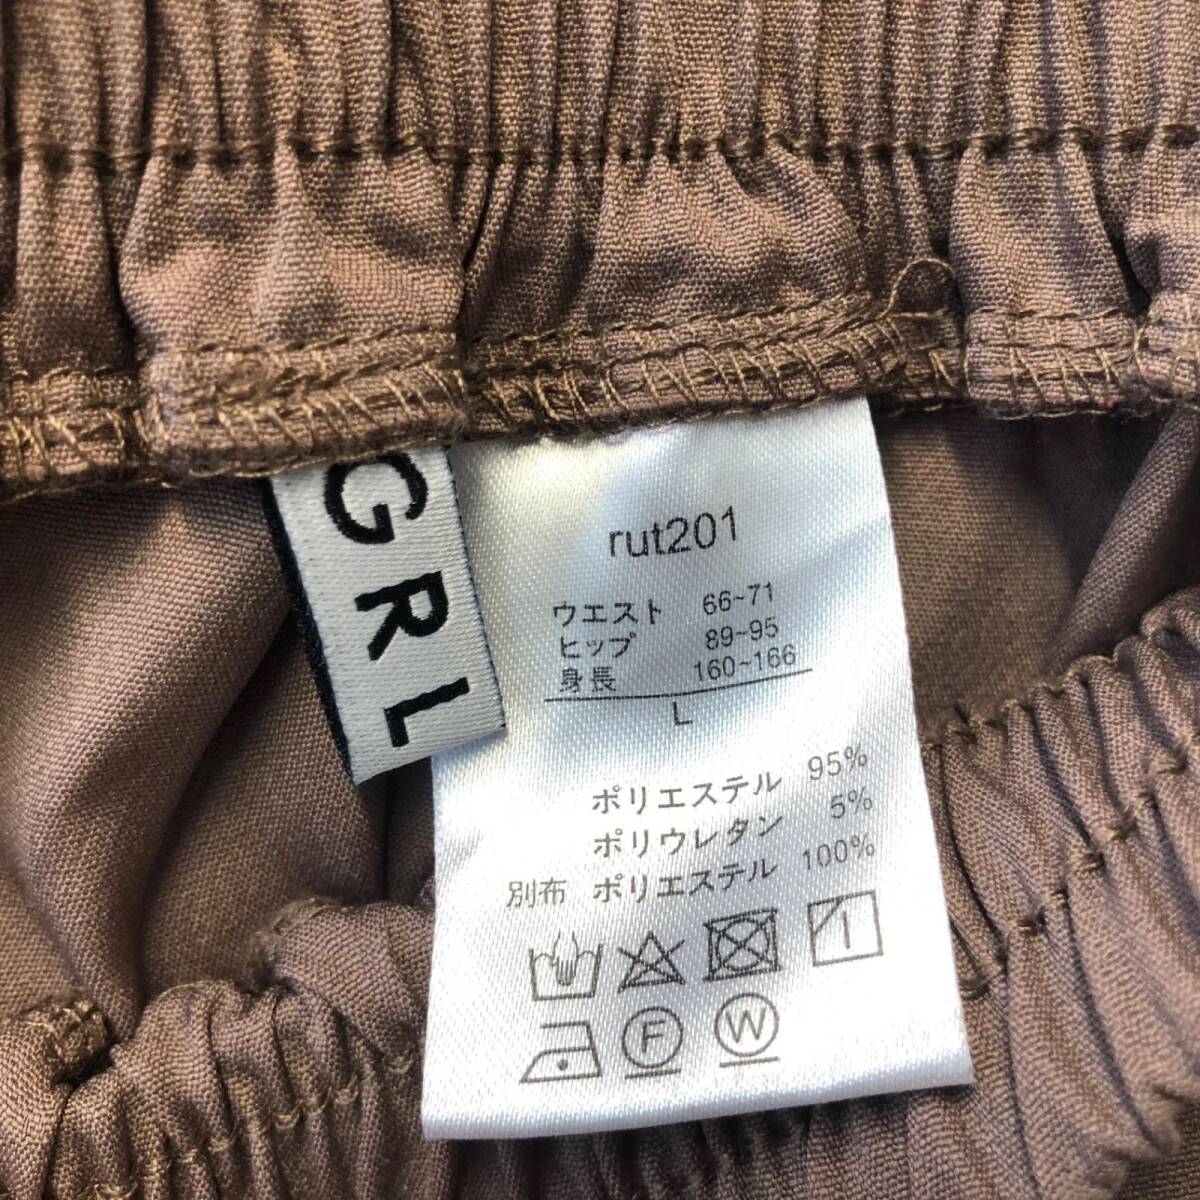 GRL
rut201
ウエスト 66~71
ヒップ 89~95
身長 160~166
L
ポリエステル 95%
ポリウレタン 5%
別布 ポリエステル 100%
F W